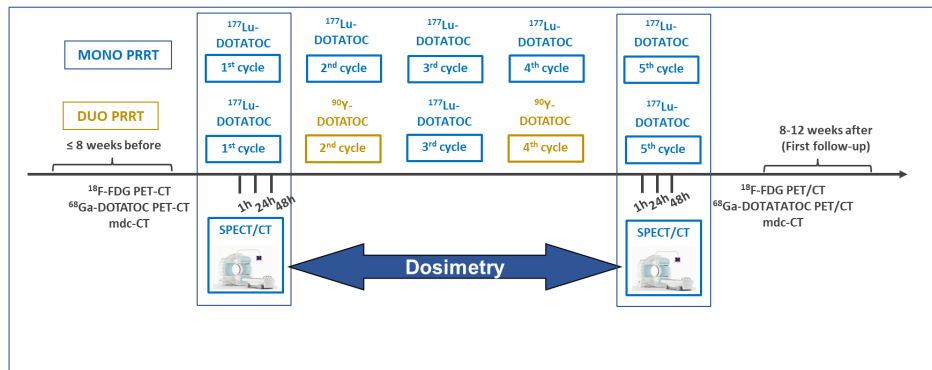 177Lu-
DOTATOC
177Lu-
DOTATOC
177Lu-
DOTATOC
177Lu-
DOTATOC
177Lu-
DOTATOC
MONO PRRT
1st cycle
2nd cycle
3rd cycle
4th cycle
5th cycle
177Lu-
DOTATOC
90Y-
DOTATOC
177Lu-
DOTATOC
90Y-
DOTATOC
177Lu-
DOTATOC
DUO PRRT
1st cycle
2nd cycle
3rd cycle
4th cycle
5th cycle
≤ 8 weeks before
8-12 weeks after
(First follow-up)
18F-FDG PET-CT
68Ga-DOTATOC PET-CT
mdc-CT
1h
24h
48h
1h
24h
48h
18F-FDG PET/CT
68Ga-DOTATATOC PET/CT
mdc-CT
SPECT/CT
Dosimetry
SPECT/CT